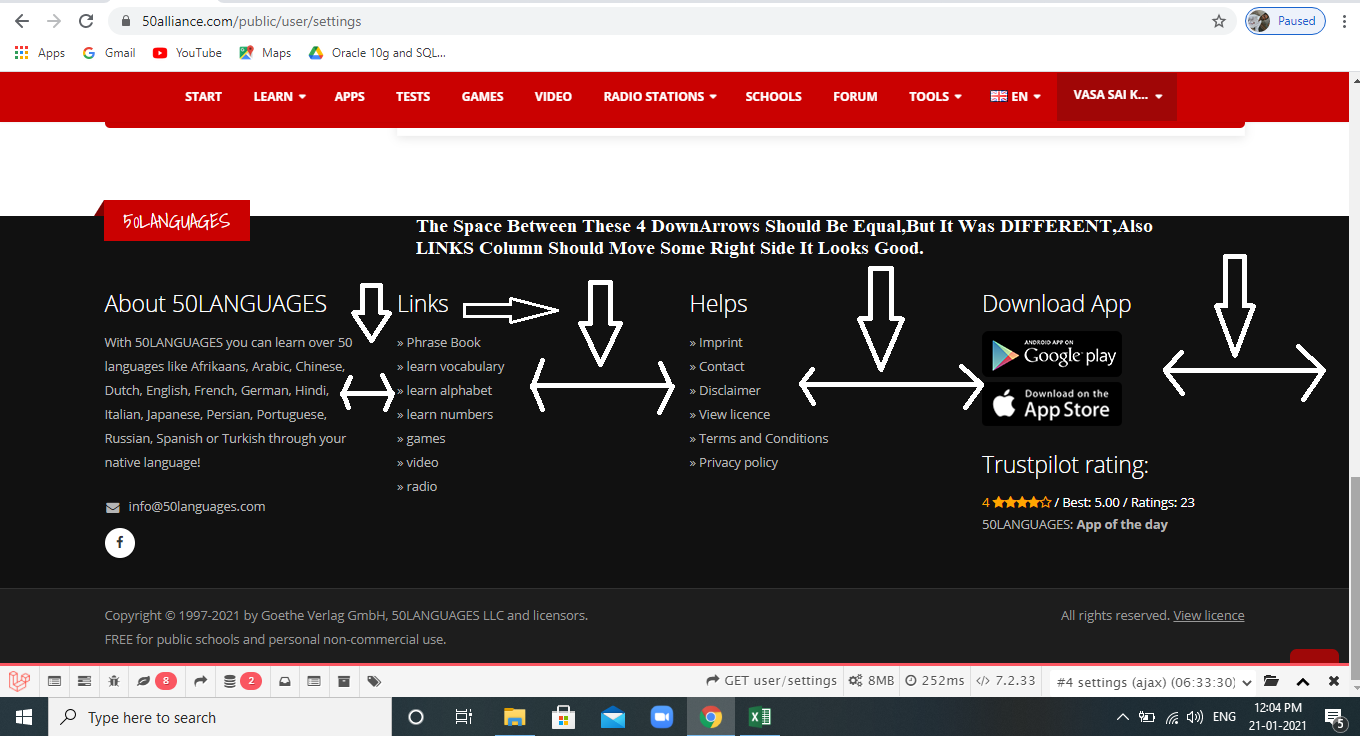 50alliance.com/public/user/settings
Paused
Apps Gmail YouTube Maps Oracle 10g and SQL...
START LEARN APPS TESTS GAMES VIDEO RADIO STATIONS SCHOOLS FORUM TOOLS EN VASA SAI K...
50LANGUAGES
The Space Between These 4 DownArrows Should Be Equal,But It Was DIFFERENT,Also
LINKS Column Should Move Some Right Side It Looks Good.
About 50LANGUAGES
With 50LANGUAGES you can learn over 50
languages like Afrikaans, Arabic, Chinese,
Dutch, English, French, German, Hindi,
Italian, Japanese, Persian, Portuguese,
Russian, Spanish or Turkish through your
native language!
info@50languages.com
f
Links
» Phrase Book
» learn vocabulary
» learn alphabet
» learn numbers
» games
» video
» radio
Helps
» Imprint
» Contact
» Disclaimer
» View licence
» Terms and Conditions
» Privacy policy
Download App
ANDROID APP ON
Google play
Download on the
App Store
Trustpilot rating:
4 / Best: 5.00 / Ratings: 23
50LANGUAGES: App of the day
Copyright © 1997-2021 by Goethe Verlag GmbH, 50LANGUAGES LLC and licensors.
FREE for public schools and personal non-commercial use.
All rights reserved. View licence
8 2 GET user/settings 8MB 252ms 7.2.33 #4 settings (ajax) (06:33:30)
Type here to search
ENG
12:04 PM
21-01-2021
5